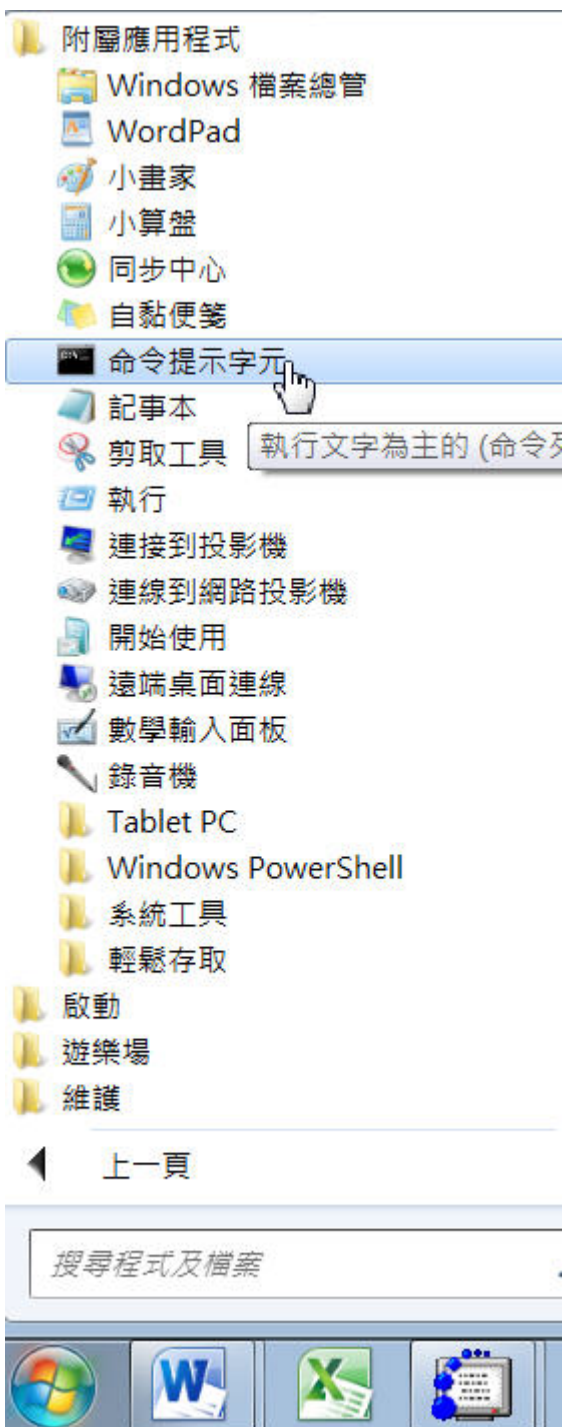 附屬應用程式
Windows 檔案總管
WordPad
小畫家
小算盤
同步中心
自黏便箋
命令提示字元
記事本
剪取工具
執行文字為主的 (命令列
執行
連接到投影機
連線到網路投影機
開始使用
遠端桌面連線
數學輸入面板
錄音機
Tablet PC
Windows PowerShell
系統工具
輕鬆存取
啟動
遊樂場
維護
上一頁
搜尋程式及檔案